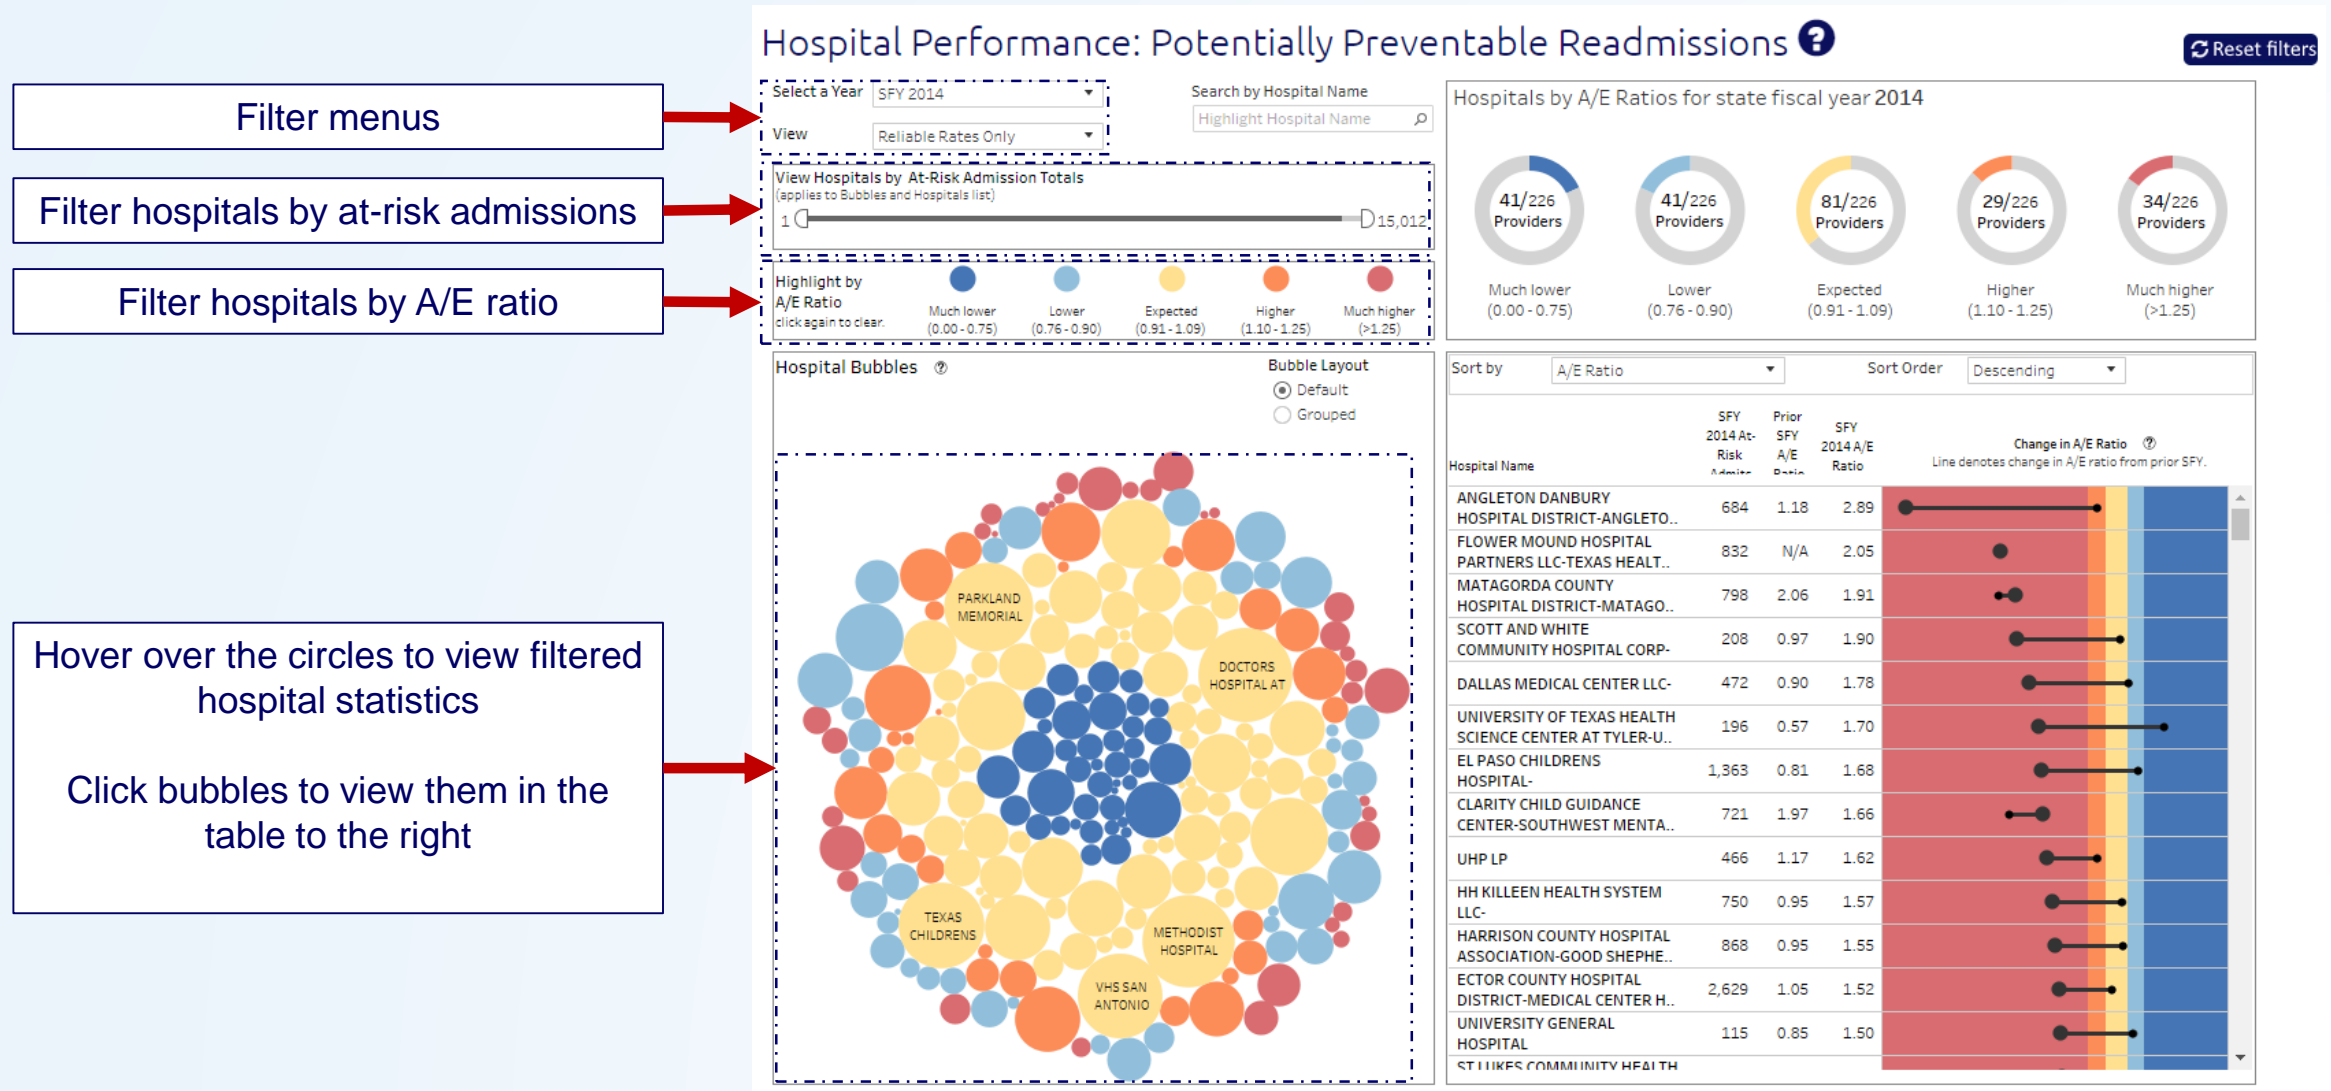 Hospital Performance: Potentially Preventable Readmissions ?
Reset filters
Filter menus
Filter hospitals by at-risk admissions
Filter hospitals by A/E ratio
Hover over the circles to view filtered
hospital statistics
Click bubbles to view them in the
table to the right
Select a Year SFY 2014
View Reliable Rates Only
Search by Hospital Name
Highlight Hospital Name
View Hospitals by At-Risk Admission Totals
(applies to Bubbles and Hospitals list)
1 15,012
Highlight by
A/E Ratio
click again to clear.
Much lower
(0.00 - 0.75)
Lower
(0.76 - 0.90)
Expected
(0.91 - 1.09)
Higher
(1.10 - 1.25)
Much higher
(>1.25)
Hospitals by A/E Ratios for state fiscal year 2014
41/226
Providers
41/226
Providers
81/226
Providers
29/226
Providers
34/226
Providers
Much lower
(0.00 - 0.75)
Lower
(0.76 - 0.90)
Expected
(0.91 - 1.09)
Higher
(1.10 - 1.25)
Much higher
(>1.25)
Hospital Bubbles ?
Bubble Layout
Default
Grouped
PARKLAND
MEMORIAL
DOCTORS
HOSPITAL AT
TEXAS
CHILDRENS
METHODIST
HOSPITAL
VHS SAN
ANTONIO
Sort by A/E Ratio Sort Order Descending
Hospital Name
SFY
2014 At-
Risk
Admits
Prior
SFY
A/E
Ratio
SFY
2014 A/E
Ratio
Change in A/E Ratio ?
Line denotes change in A/E ratio from prior SFY.
ANGLETON DANBURY
HOSPITAL DISTRICT-ANGLETO.. 684 1.18 2.89
FLOWER MOUND HOSPITAL
PARTNERS LLC-TEXAS HEALT.. 832 N/A 2.05
MATAGORDA COUNTY
HOSPITAL DISTRICT-MATAGO.. 798 2.06 1.91
SCOTT AND WHITE
COMMUNITY HOSPITAL CORP- 208 0.97 1.90
DALLAS MEDICAL CENTER LLC- 472 0.90 1.78
UNIVERSITY OF TEXAS HEALTH
SCIENCE CENTER AT TYLER-U.. 196 0.57 1.70
EL PASO CHILDRENS
HOSPITAL- 1,363 0.81 1.68
CLARITY CHILD GUIDANCE
CENTER-SOUTHWEST MENTA.. 721 1.97 1.66
UHP LP 466 1.17 1.62
HH KILLEEN HEALTH SYSTEM
LLC- 750 0.95 1.57
HARRISON COUNTY HOSPITAL
ASSOCIATION-GOOD SHEPHE.. 868 0.95 1.55
ECTOR COUNTY HOSPITAL
DISTRICT-MEDICAL CENTER H.. 2,629 1.05 1.52
UNIVERSITY GENERAL
HOSPITAL 115 0.85 1.50
ST LUKES COMMUNITY HEALTH